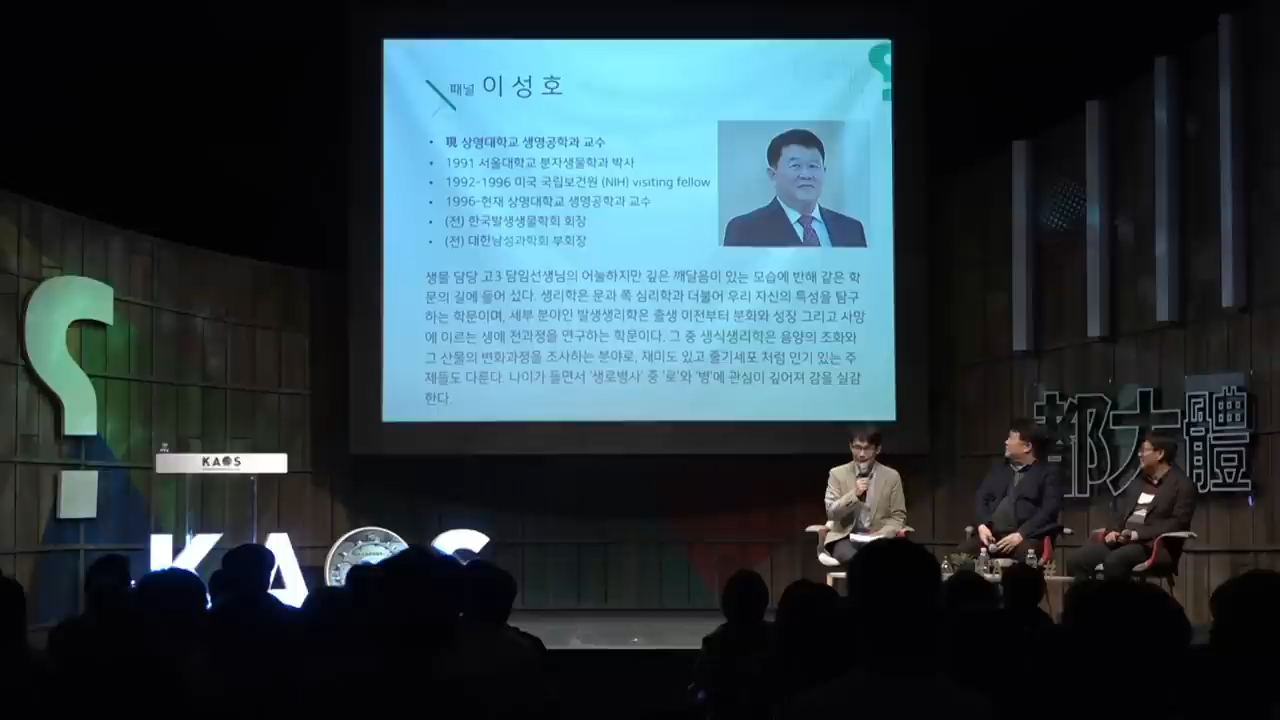 패널 이 성 호
• 現 상명대학교 생명공학과 교수
• 1991 서울대학교 분자생물학과 박사
• 1992-1996 미국 국립보건원 (NIH) visiting fellow
• 1996-현재 상명대학교 생명공학과 교수
• (전) 한국발생생물학회 회장
• (전) 대한남성과학회 부회장
생물 담당 고3 담임선생님의 어눌하지만 깊은 깨달음이 있는 모습에 반해 같은 학
문의 길에 들어 섰다. 생리학은 문과 쪽 심리학과 더불어 우리 자신의 특성을 탐구
하는 학문이며, 세부 분야인 발생생리학은 출생 이전부터 분화와 성장 그리고 사망
에 이르는 생애 전과정을 연구하는 학문이다. 그 중 생식생리학은 음양의 조화와
그 산물의 변화과정을 조사하는 분야로, 재미도 있고 줄기세포 처럼 인기 있는 주
제들도 다룬다. 나이가 들면서 '생로병사' 중 '로'와 '병'에 관심이 깊어져 감을 실감
한다.
KAOS
KAOS
都大體